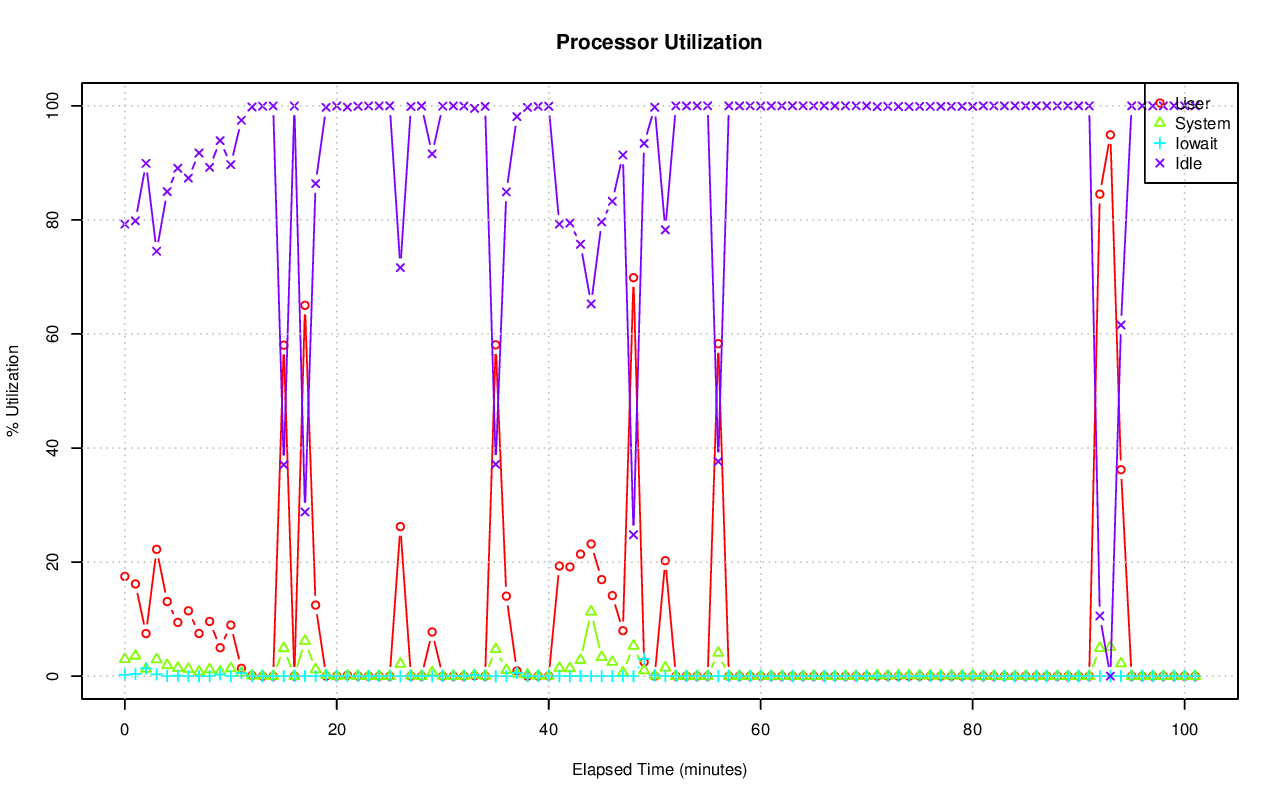 Processor Utilization
% Utilization
100
80
60
40
20
0
User
System
Iowait
Idle
0 20 40 60 80 100
Elapsed Time (minutes)